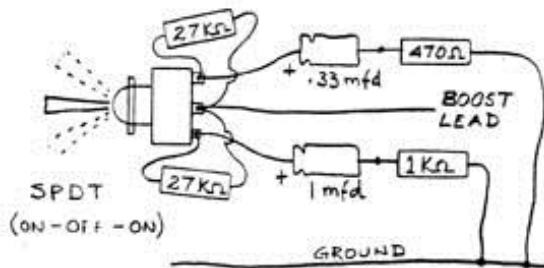 27KΩ
+
.33 mfd
470Ω
BOOST
LEAD
27KΩ
+
1 mfd
1KΩ
SPDT
(ON-OFF-ON)
GROUND